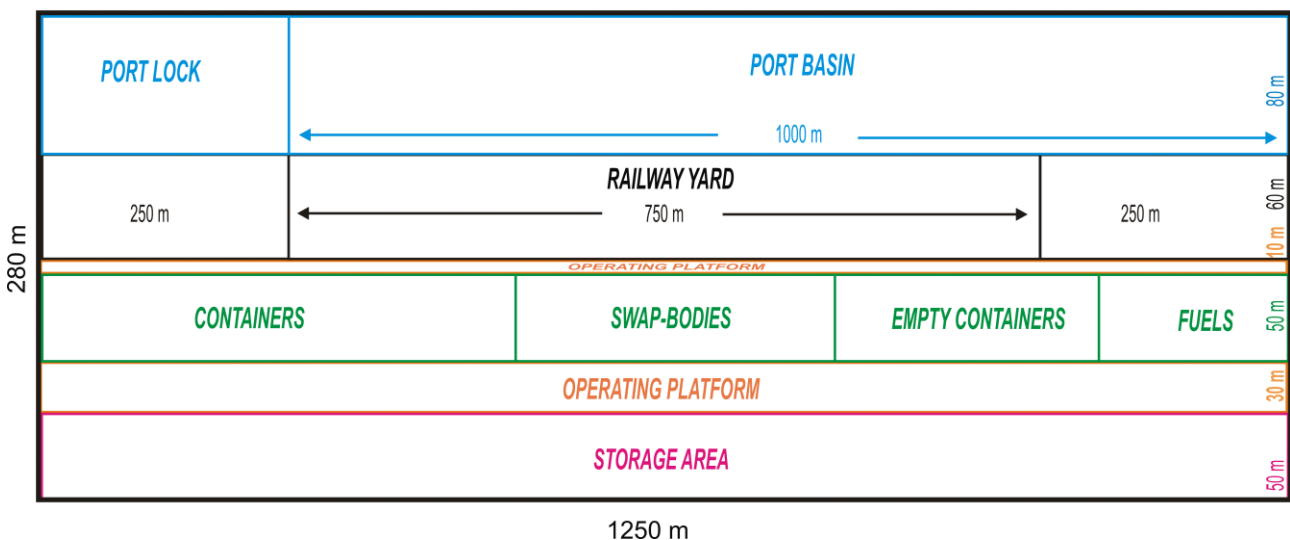 PORT LOCK
PORT BASIN
80 m
1000 m
RAILWAY YARD
250 m
750 m
250 m
60 m
280 m
10 m
OPERATING PLATFORM
CONTAINERS
SWAP-BODIES
EMPTY CONTAINERS
FUELS
50 m
OPERATING PLATFORM
30 m
STORAGE AREA
50 m
1250 m